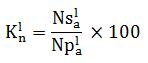 K_n^l = Ns_a^l / Np_a^l × 100